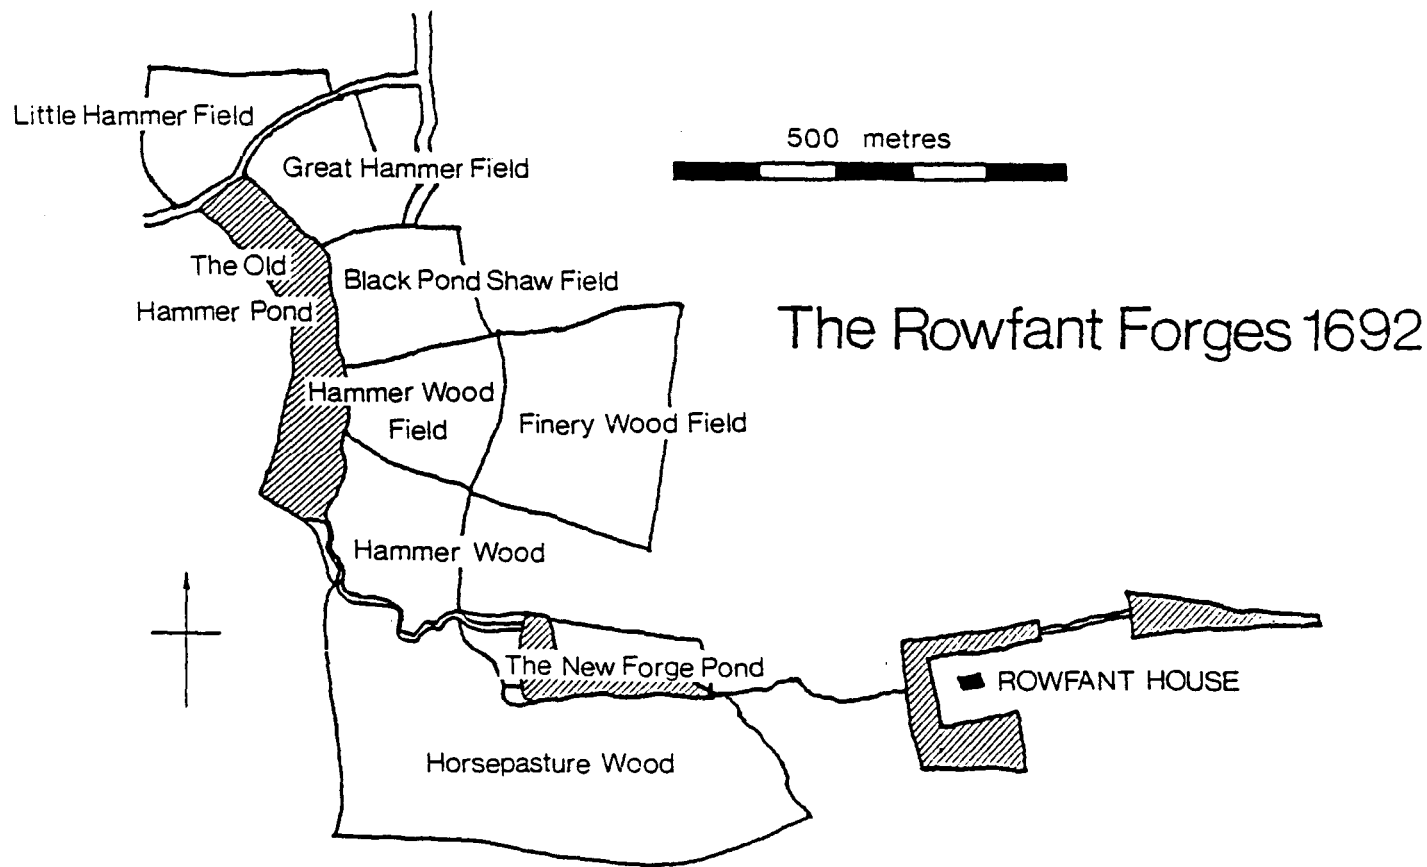 Little Hammer Field
500 metres
Great Hammer Field
The Old
Hammer Pond
Black Pond Shaw Field
The Rowfant Forges 1692
Hammer Wood
Field
Finery Wood Field
Hammer Wood
The New Forge Pond
ROWFANT HOUSE
Horsepasture Wood